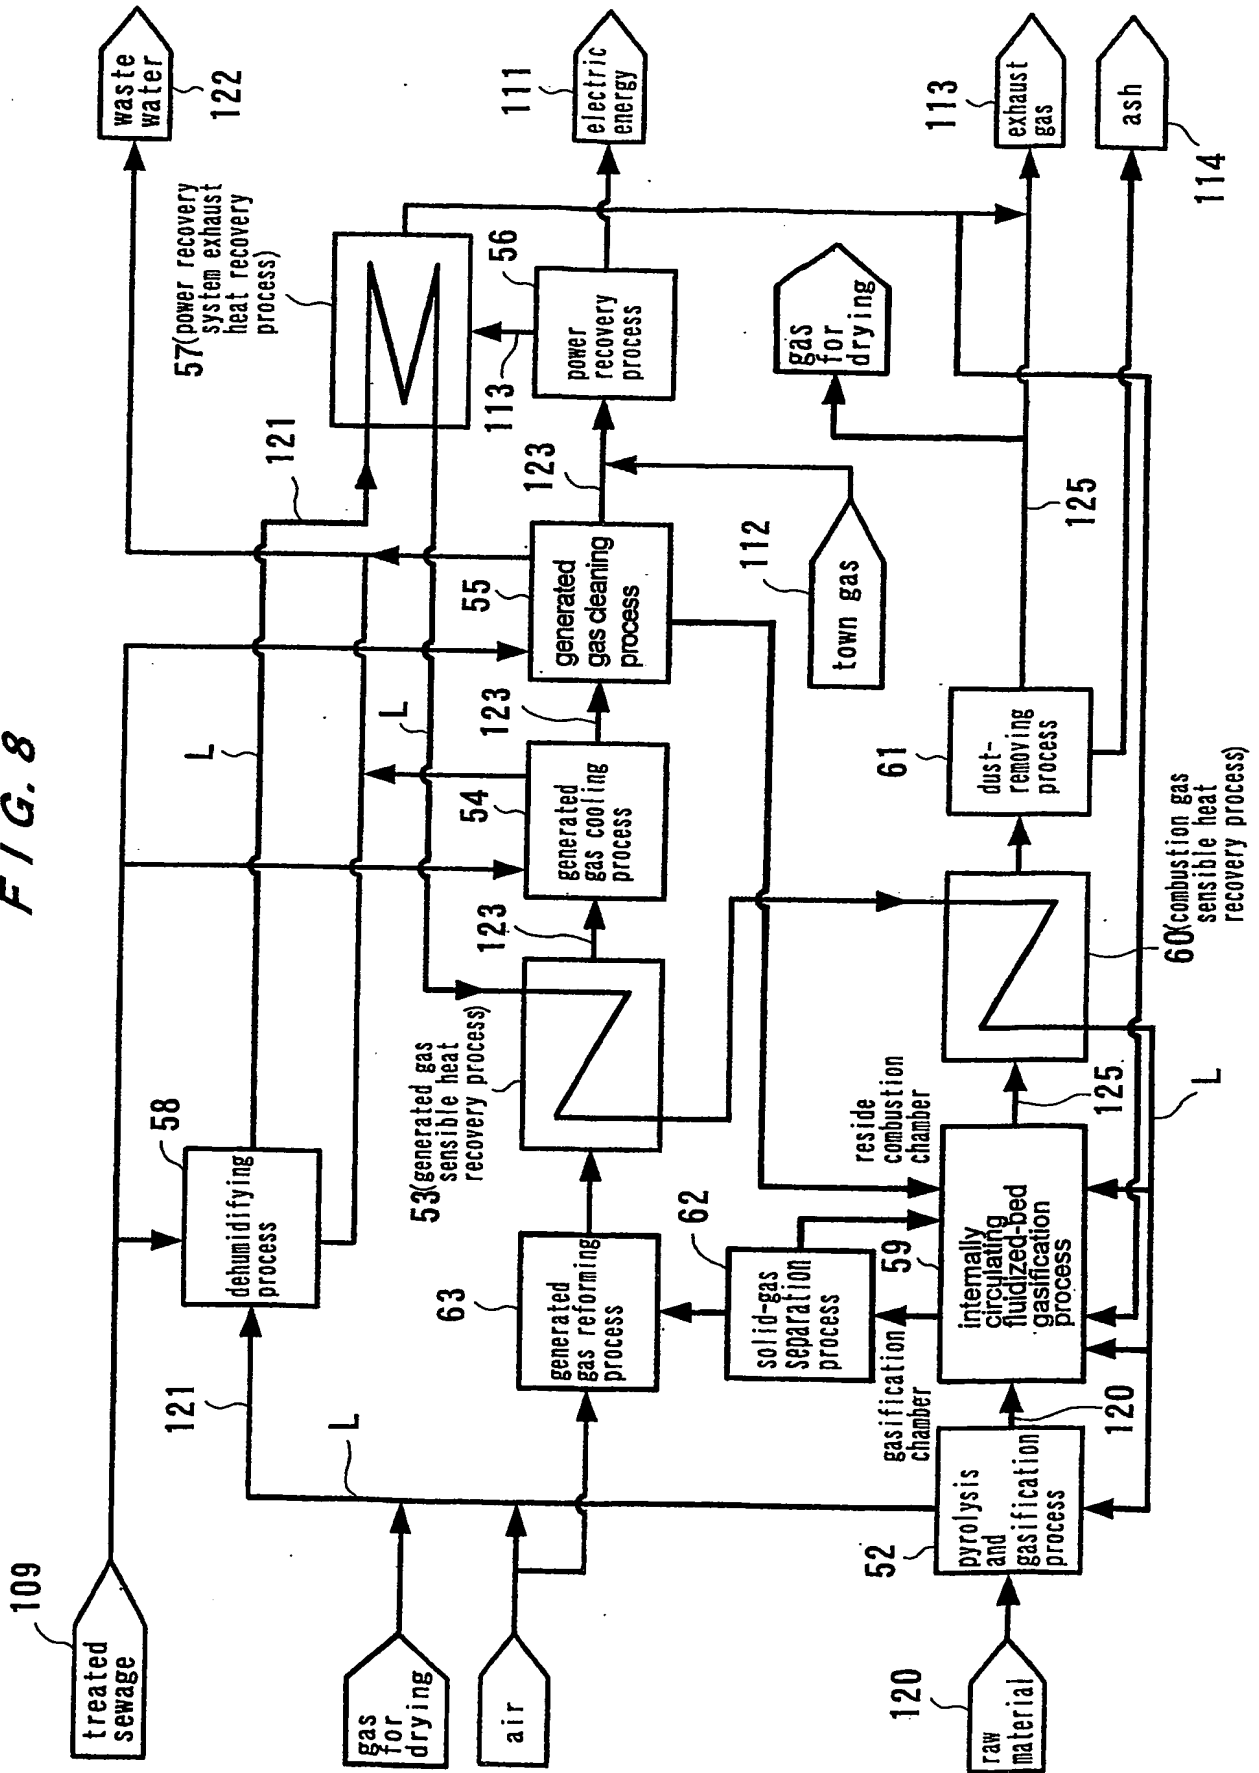 FIG. 8
109
treated
sewage
gas
for
drying
air
120
raw
material
121
L
58
dehumidifying
process
L
121
57(power recovery
system exhaust
heat recovery
process)
waste
water
122
63
generated
gas reforming
process
53(generated gas
sensible heat
recovery process)
123
54
generated
gas cooling
process
123
L
55
generated
gas cleaning
process
123
113
56
power
recovery
process
111
electric
energy
62
solid-gas
separation
process
gasification
chamber
reside
combustion
chamber
112
town gas
gas
for
drying
52
pyrolysis
and
gasification
process
120
59
internally
circulating
fluidized-bed
gasification
process
125
L
60(combustion gas
sensible heat
recovery process)
61
dust-
removing
process
125
113
exhaust
gas
ash
114